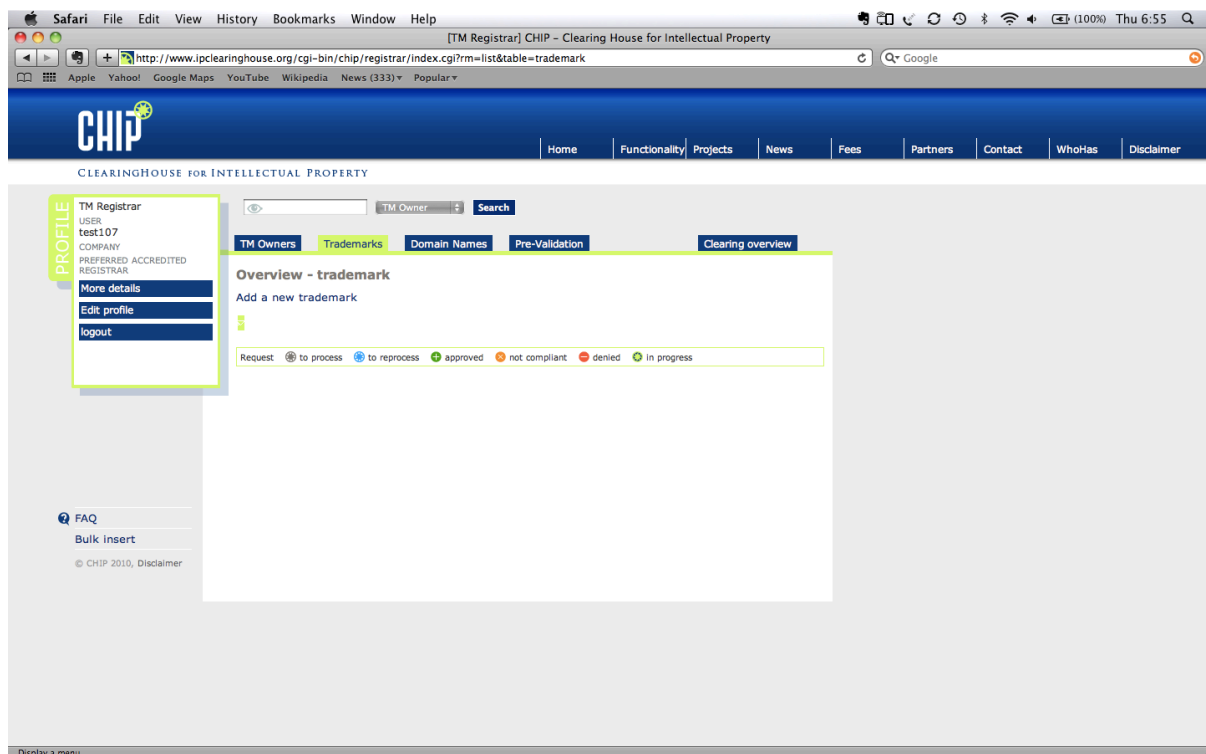 Safari File Edit View History Bookmarks Window Help (100%) Thu 6:55
[TM Registrar] CHIP – Clearing House for Intellectual Property
http://www.ipclearinghouse.org/cgi-bin/chip/registrar/index.cgi?rm=list&table=trademark Google
Apple Yahoo! Google Maps YouTube Wikipedia News (333) Popular
CHIP
Home Functionality Projects News Fees Partners Contact WhoHas Disclaimer
CLEARINGHOUSE FOR INTELLECTUAL PROPERTY
PROFILE
TM Registrar
USER
test107
COMPANY
PREFERRED ACCREDITED
REGISTRAR
More details
Edit profile
logout
TM Owner Search
TM Owners Trademarks Domain Names Pre-Validation Clearing overview
Overview - trademark
Add a new trademark
Request to process to reprocess approved not compliant denied in progress
FAQ
Bulk insert
© CHIP 2010, Disclaimer
Display a menu